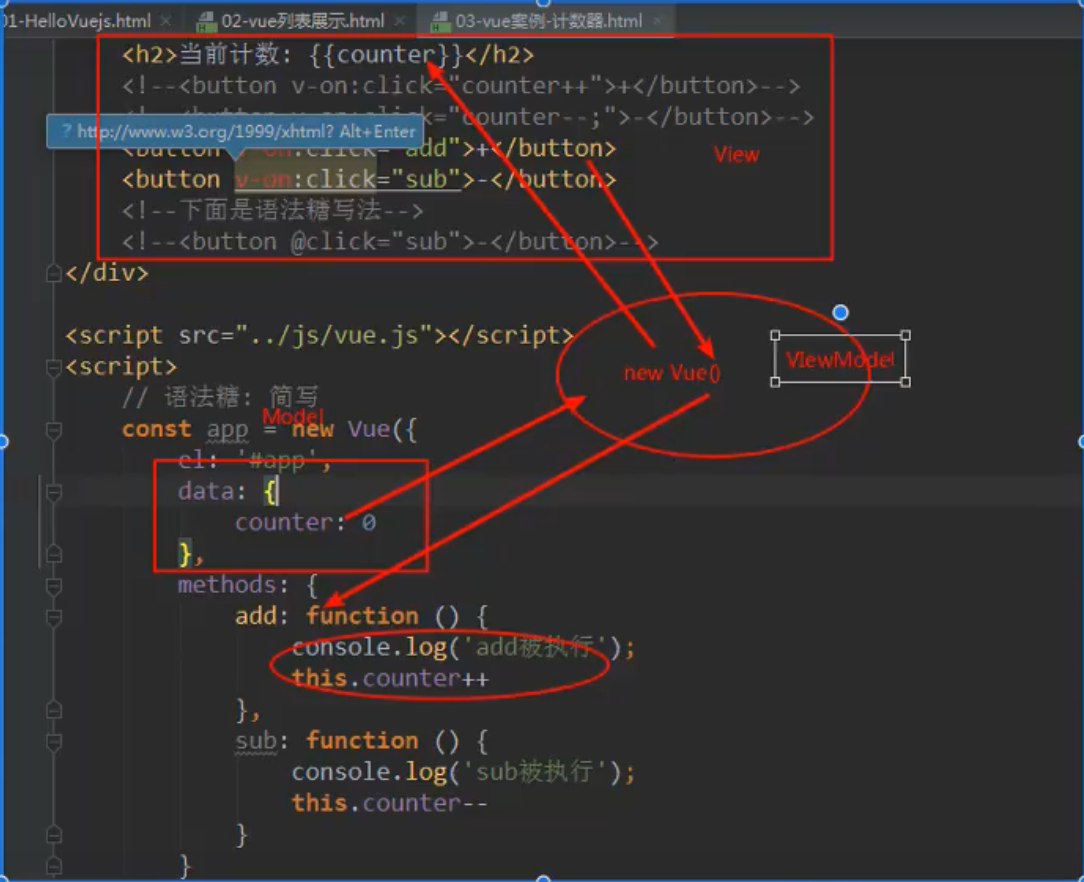 01-HelloVuejs.html × 02-vue列表展示.html × 03-vue案例-计数器.html ×
<h2>当前计数: {{counter}}</h2>
<!--<button v-on:click="counter++">+</button>-->
<!--<button v-on:click="counter--;">-</button>-->
? http://www.w3.org/1999/xhtml? Alt+Enter
<button v-on:click="add">+</button>
View
<button v-on:click="sub">-</button>
<!--下面是语法糖写法-->
<!--<button @click="sub">-</button>-->
</div>
<script src="../js/vue.js"></script>
<script>
VIewModel
new Vue()
// 语法糖: 简写
Model
const app = new Vue({
el: '#app',
data: {
counter: 0
},
methods: {
add: function () {
console.log('add被执行');
this.counter++
},
sub: function () {
console.log('sub被执行');
this.counter--
}
}